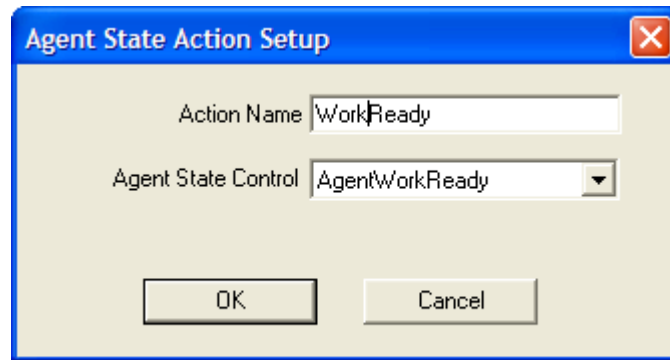 Agent State Action Setup
Action Name WorkReady
Agent State Control AgentWorkReady
OK Cancel